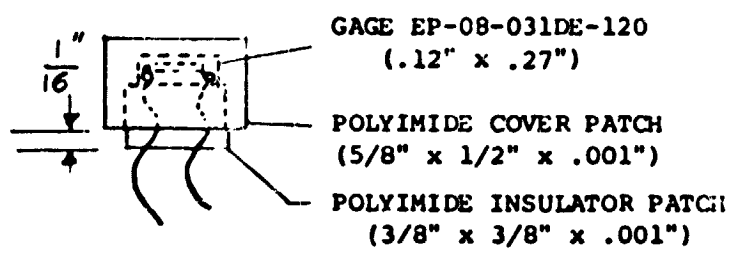 GAGE EP-08-031DE-120
(.12" x .27")
1"
16
POLYIMIDE COVER PATCH
(5/8" x 1/2" x .001")
POLYIMIDE INSULATOR PATCH
(3/8" x 3/8" x .001")